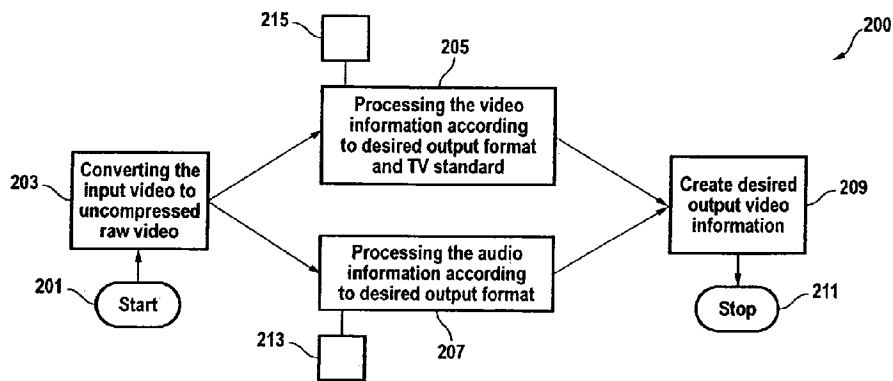 215
200
205
Processing the video
information according
to desired output format
and TV standard
203
Converting the
input video to
uncompressed
raw video
Create desired
output video
information
209
Processing the audio
information according
to desired output format
201
Start
Stop
211
213
207